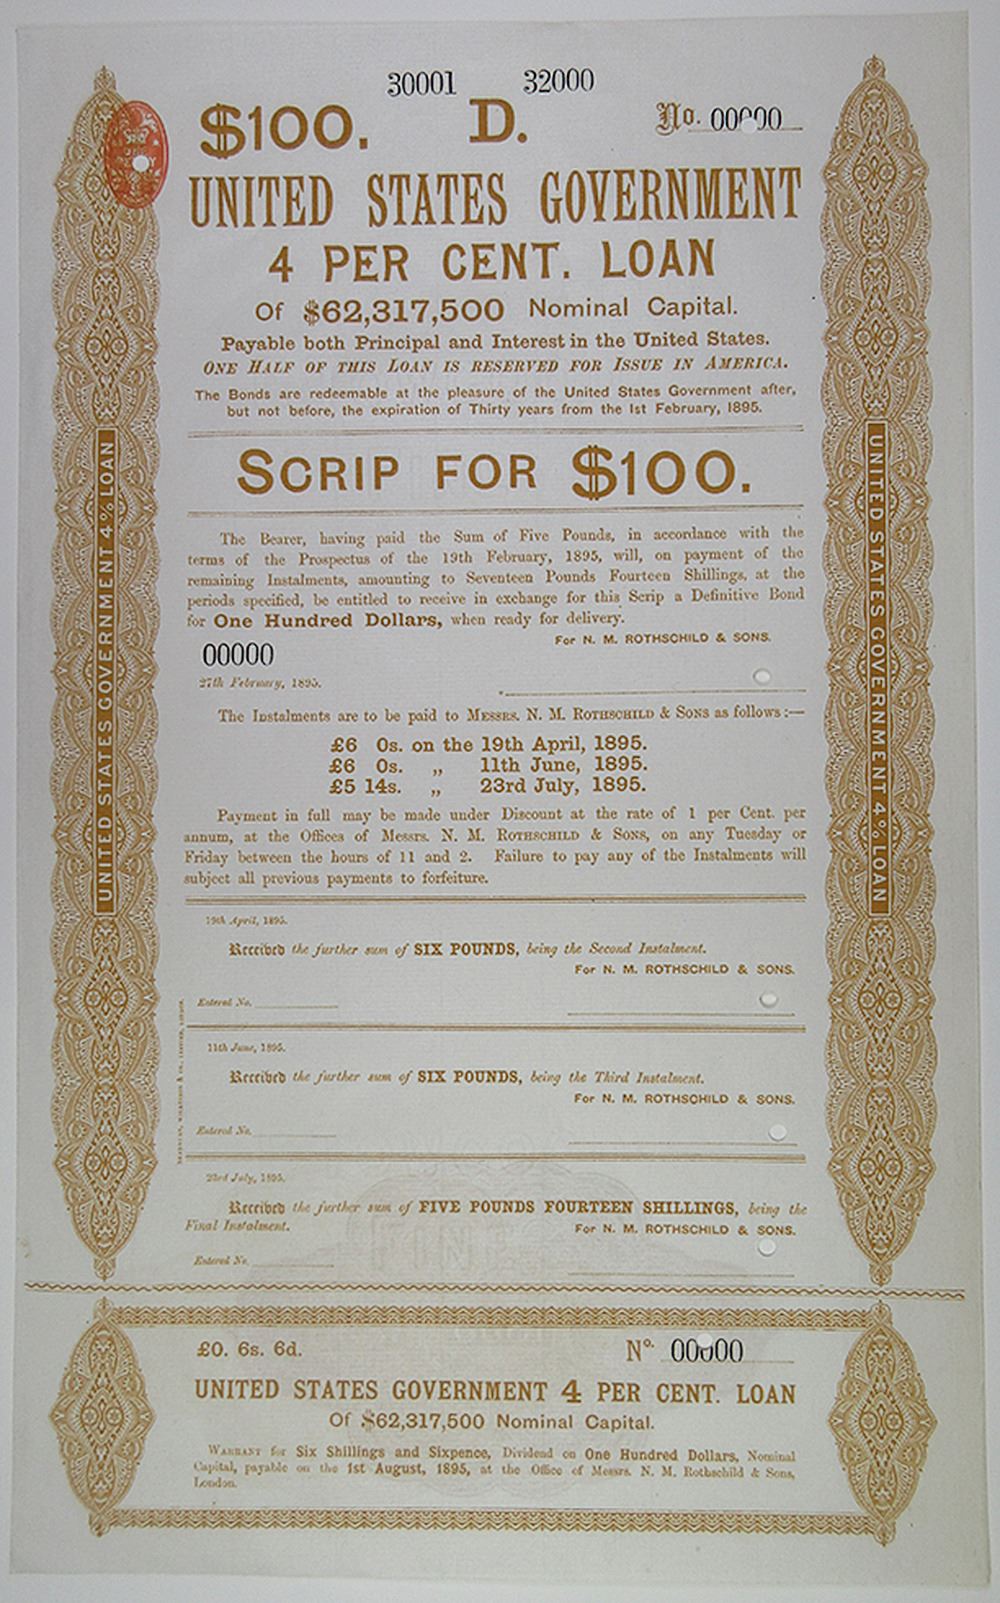 30001 32000
$100. D. No. 00000
UNITED STATES GOVERNMENT
4 PER CENT. LOAN
Of $62,317,500 Nominal Capital.
Payable both Principal and Interest in the United States.
ONE HALF OF THIS LOAN IS RESERVED FOR ISSUE IN AMERICA.
The Bonds are redeemable at the pleasure of the United States Government after,
but not before, the expiration of Thirty years from the 1st February, 1895.
SCRIP FOR $100.
The Bearer, having paid the Sum of Five Pounds, in accordance with the
terms of the Prospectus of the 19th February, 1895, will, on payment of the
remaining Instalments, amounting to Seventeen Pounds Fourteen Shillings, at the
periods specified, be entitled to receive in exchange for this Scrip a Definitive Bond
for One Hundred Dollars, when ready for delivery.
For N. M. ROTHSCHILD & SONS.
00000
27th February, 1895.
The Instalments are to be paid to MESSRS. N. M. ROTHSCHILD & SONS as follows:—
£6 0s. on the 19th April, 1895.
£6 0s. „ 11th June, 1895.
£5 14s. „ 23rd July, 1895.
Payment in full may be made under Discount at the rate of 1 per Cent. per
annum, at the Offices of Messrs. N. M. ROTHSCHILD & SONS, on any Tuesday or
Friday between the hours of 11 and 2. Failure to pay any of the Instalments will
subject all previous payments to forfeiture.
19th April, 1895.
Received the further sum of SIX POUNDS, being the Second Instalment.
For N. M. ROTHSCHILD & SONS.
Entered No.
11th June, 1895.
Received the further sum of SIX POUNDS, being the Third Instalment.
For N. M. ROTHSCHILD & SONS.
Entered No.
23rd July, 1895.
Received the further sum of FIVE POUNDS FOURTEEN SHILLINGS, being the
Final Instalment. For N. M. ROTHSCHILD & SONS.
Entered No.
UNITED STATES GOVERNMENT 4% LOAN
UNITED STATES GOVERNMENT 4% LOAN
£0. 6s. 6d. No. 00000
UNITED STATES GOVERNMENT 4 PER CENT. LOAN
Of $62,317,500 Nominal Capital.
WARRANT for Six Shillings and Sixpence, Dividend on One Hundred Dollars, Nominal
Capital, payable on the 1st August, 1895, at the Office of Messrs. N. M. Rothschild & Sons,
London.